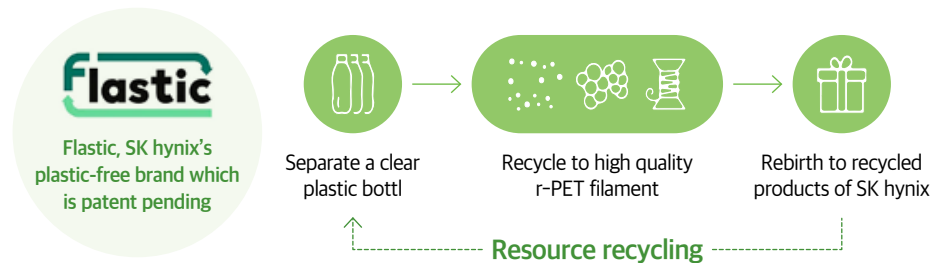 Flastic
Flastic, SK hynix's
plastic-free brand which
is patent pending
Separate a clear
plastic bottl
Recycle to high quality
r-PET filament
Rebirth to recycled
products of SK hynix
Resource recycling